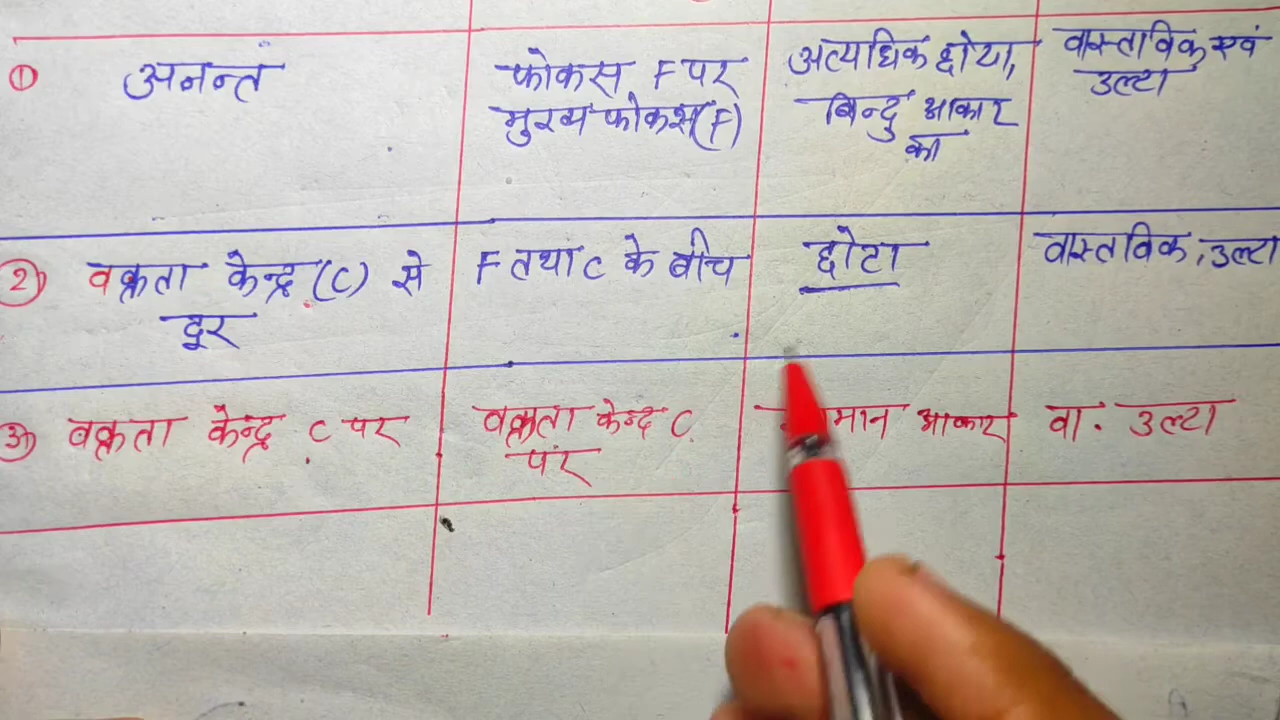 ① अनन्त
फोकस F पर
मुख्य फोकस(F)
अत्यधिक छोटा,
बिन्दु आकार
का
वास्तविक एवं
उल्टा
② वक्रता केन्द्र (C) से
दूर
F तथा C के बीच
छोटा
वास्तविक, उल्टा
③ वक्रता केन्द्र C पर
वक्रता केन्द्र C
पर
आकार
वा. उल्टा